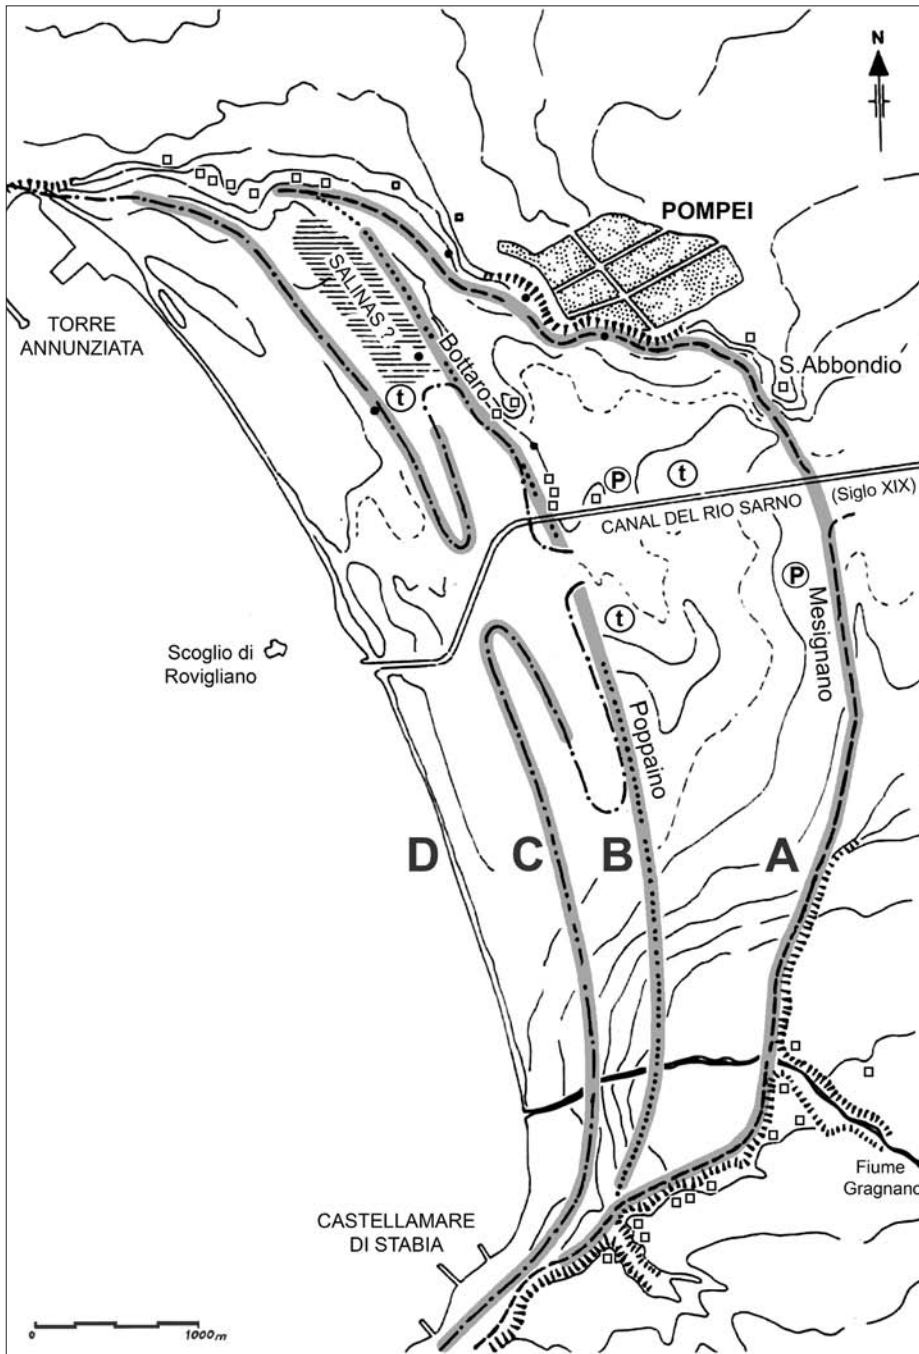 N
POMPEI
SALINAS ?
TORRE
ANNUNZIATA
Bottaro
S.Abbondio
t
P
t
(Siglo XIX)
CANAL DEL RIO SARNO
P
Mesignano
t
Scoglio di
Rovigliano
Poppaino
D
C
B
A
Fiume
Gragnano
CASTELLAMARE
DI STABIA
0
1000m